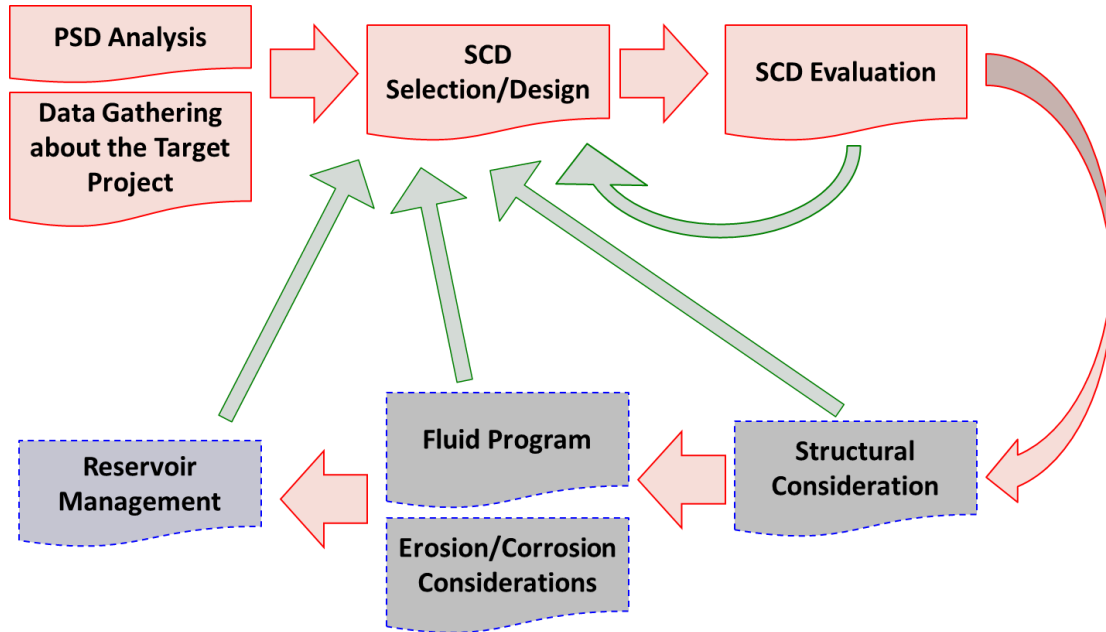 PSD Analysis
Data Gathering
about the Target
Project
SCD
Selection/Design
SCD Evaluation
Structural
Consideration
Fluid Program
Erosion/Corrosion
Considerations
Reservoir
Management